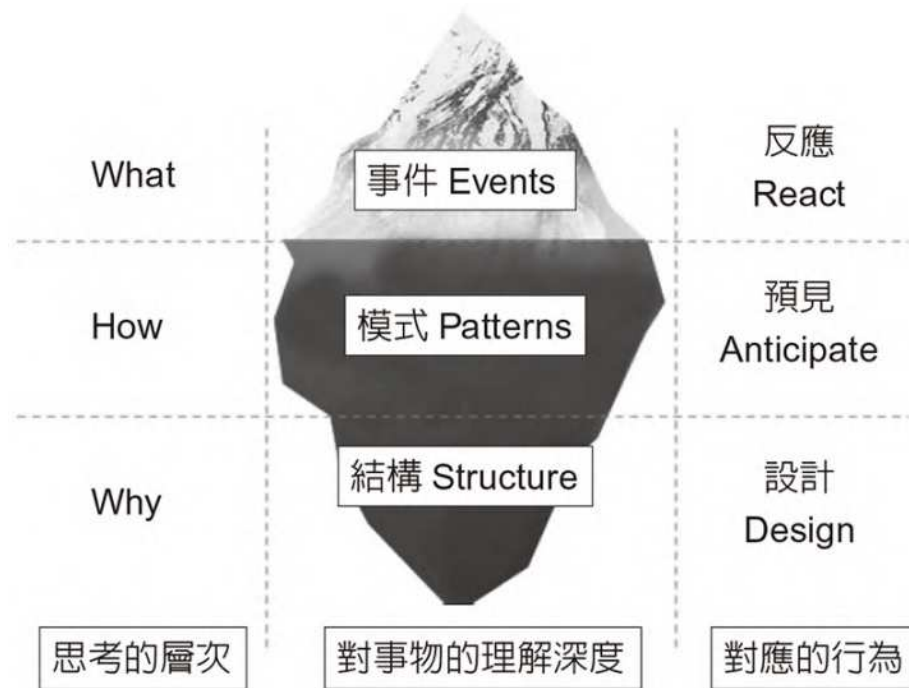 What
事件 Events
反應
React
How
模式 Patterns
預見
Anticipate
Why
結構 Structure
設計
Design
思考的層次
對事物的理解深度
對應的行為